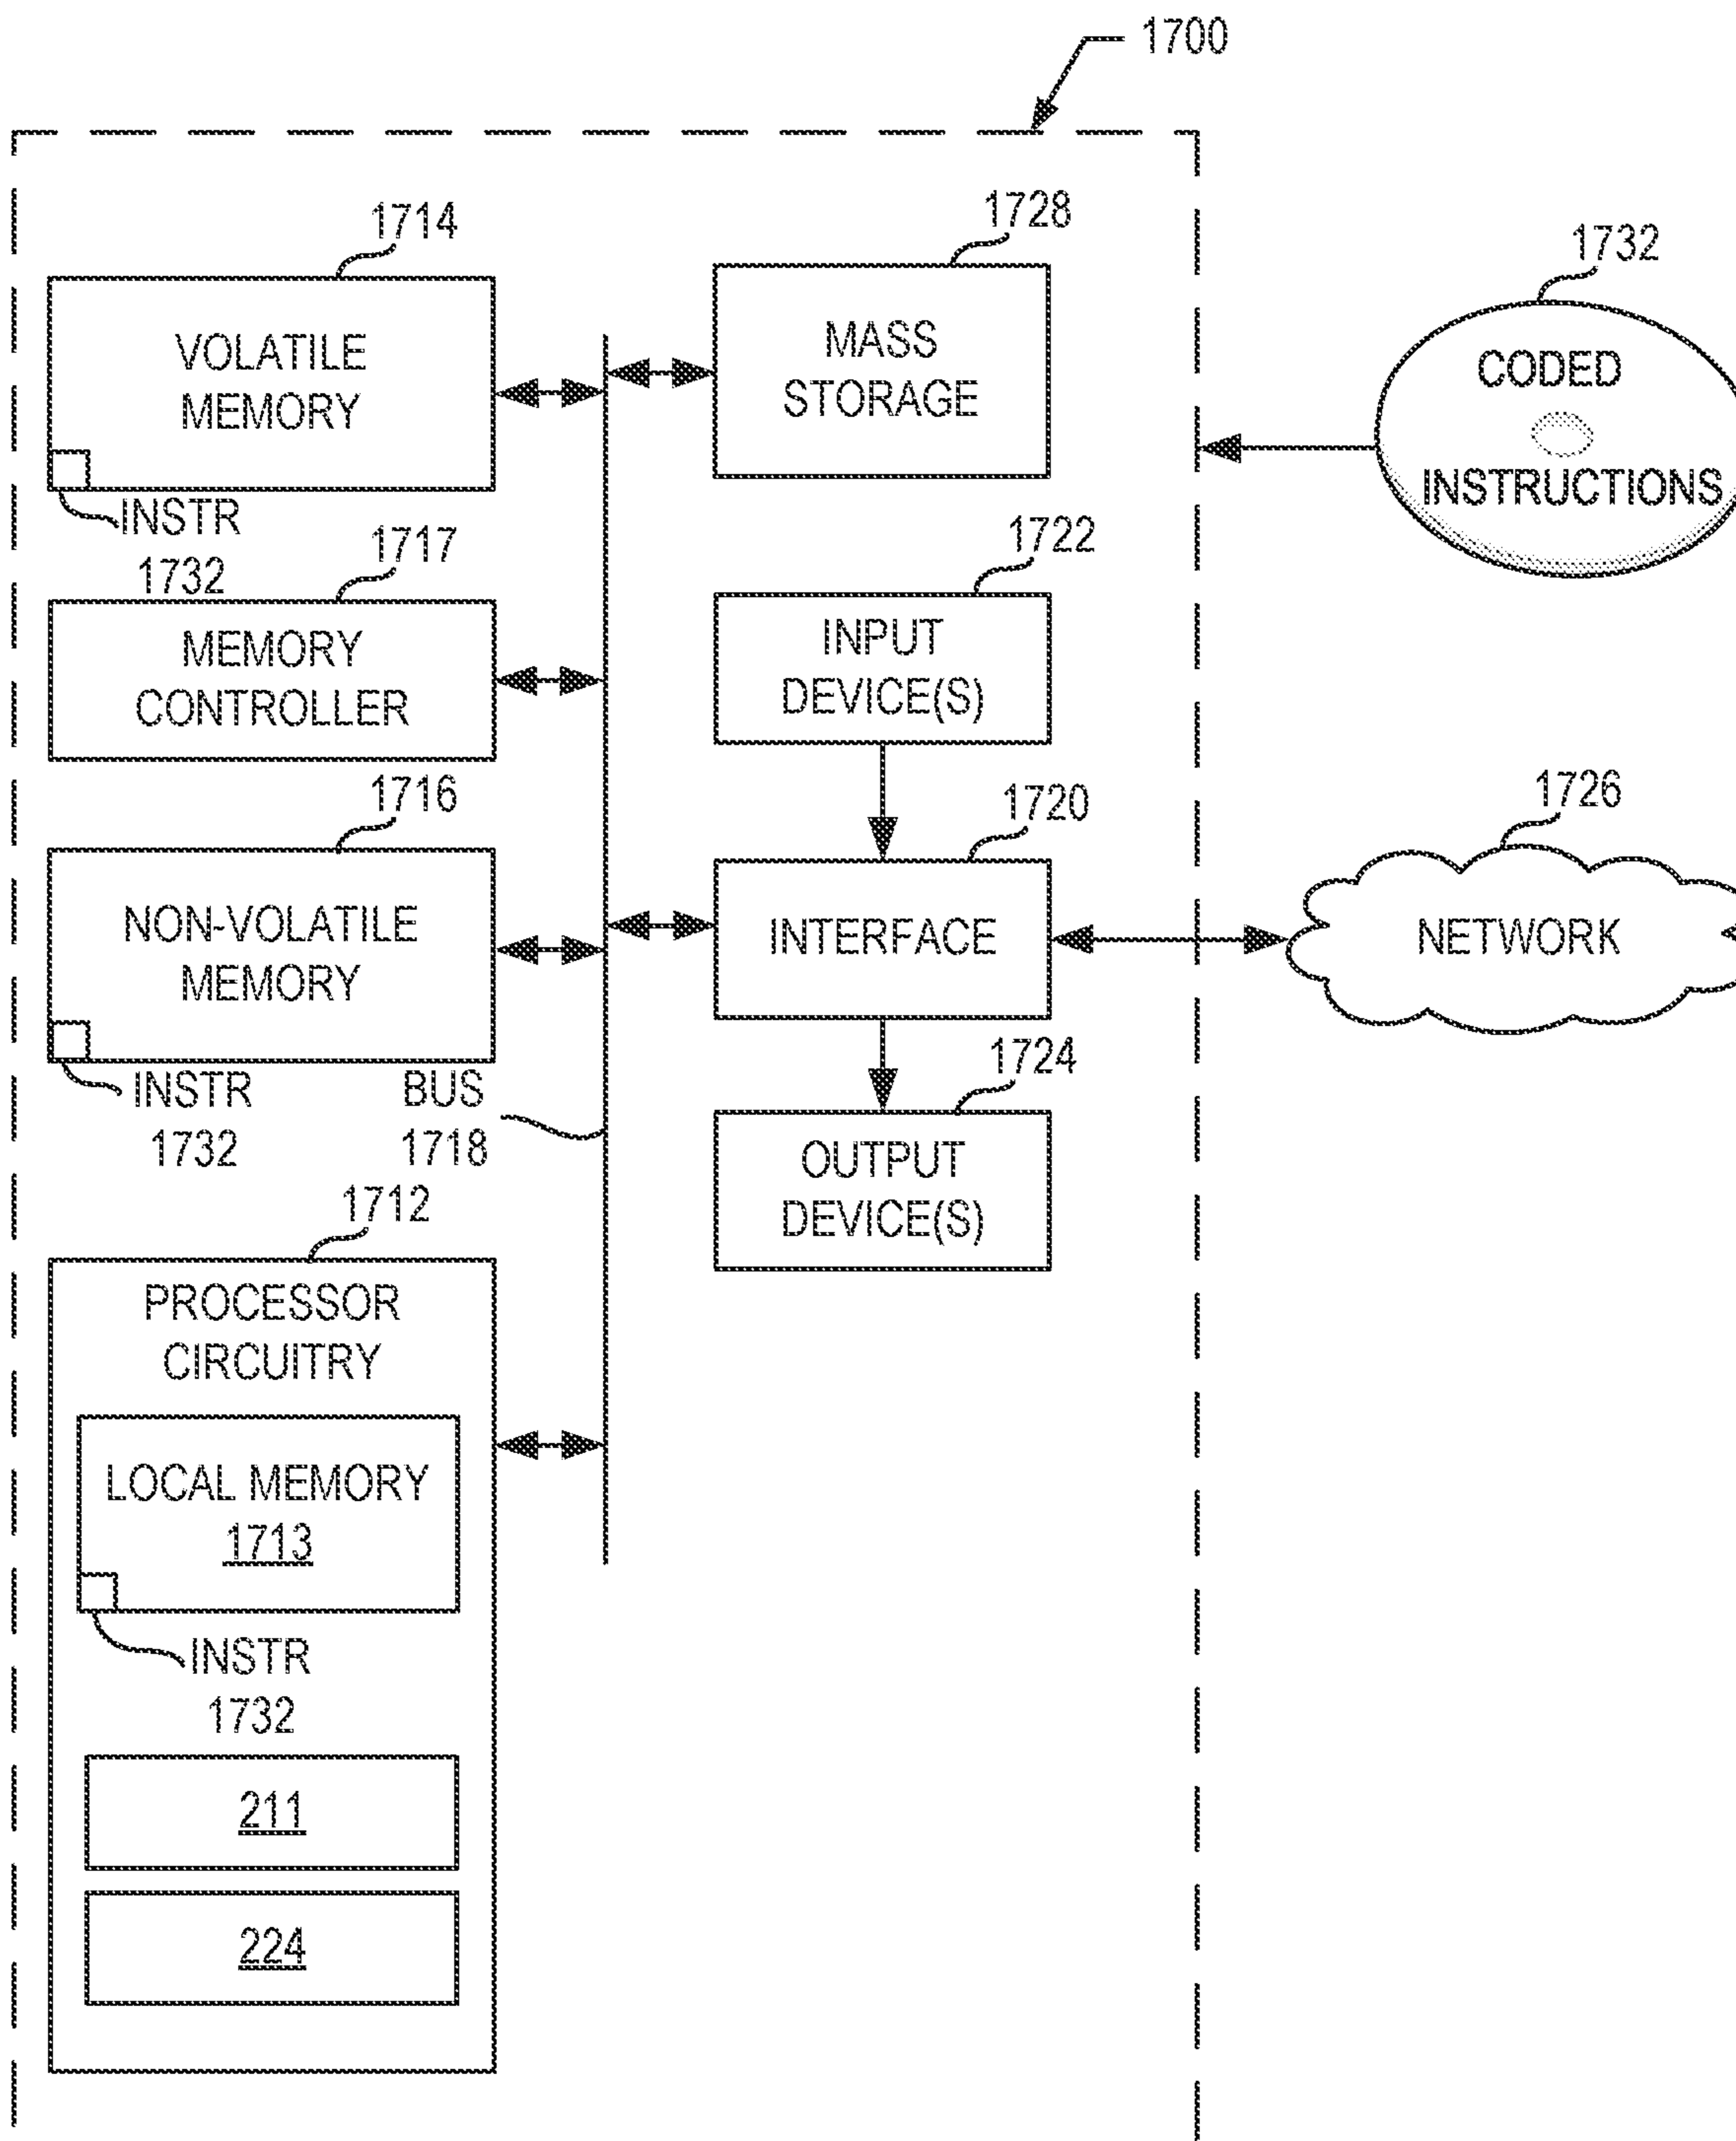 1700
1714
VOLATILE
MEMORY
INSTR
1732
1717
MEMORY
CONTROLLER
1716
NON-VOLATILE
MEMORY
INSTR
1732
BUS
1718
1712
PROCESSOR
CIRCUITRY
LOCAL MEMORY
1713
INSTR
1732
211
224
1728
MASS
STORAGE
1722
INPUT
DEVICE(S)
1720
INTERFACE
1724
OUTPUT
DEVICE(S)
1732
CODED
INSTRUCTIONS
1726
NETWORK